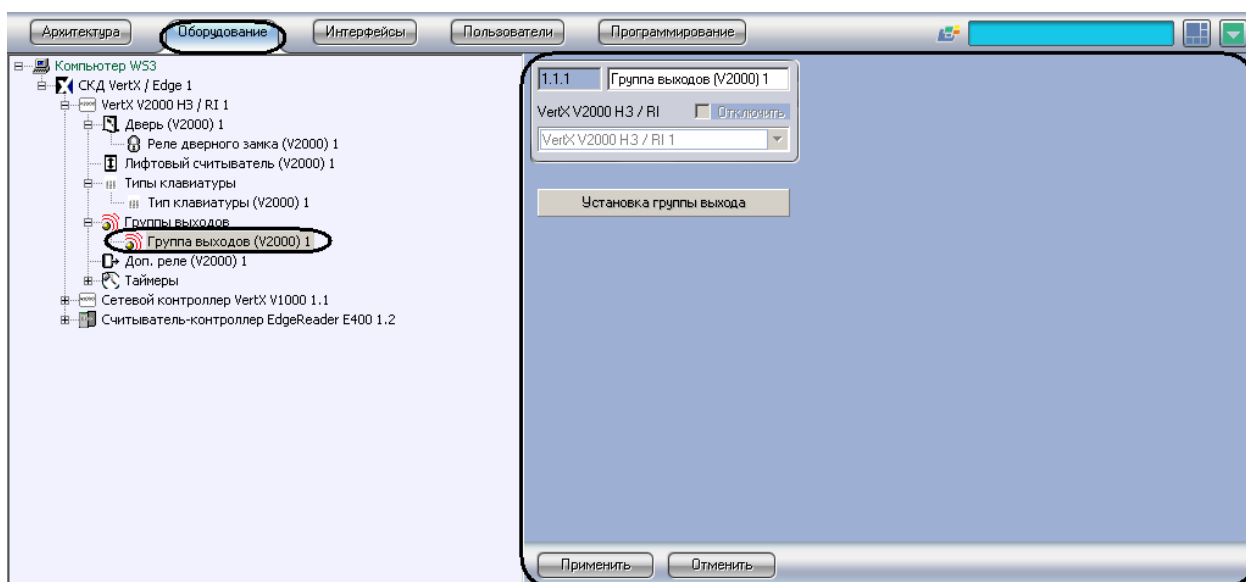 Архитектура Оборудование Интерфейсы Пользователи Программирование
Компьютер WS3
СКД VertX / Edge 1
VertX V2000 НЗ / RI 1
Дверь (V2000) 1
Реле дверного замка (V2000) 1
Лифтовый считыватель (V2000) 1
Типы клавиатуры
Тип клавиатуры (V2000) 1
Группы выходов
Группа выходов (V2000) 1
Доп. реле (V2000) 1
Таймеры
Сетевой контроллер VertX V1000 1.1
Считыватель-контроллер EdgeReader E400 1.2
1.1.1 Группа выходов (V2000) 1
VertX V2000 НЗ / RI Отключить
VertX V2000 НЗ / RI 1
Установка группы выхода
Применить Отменить